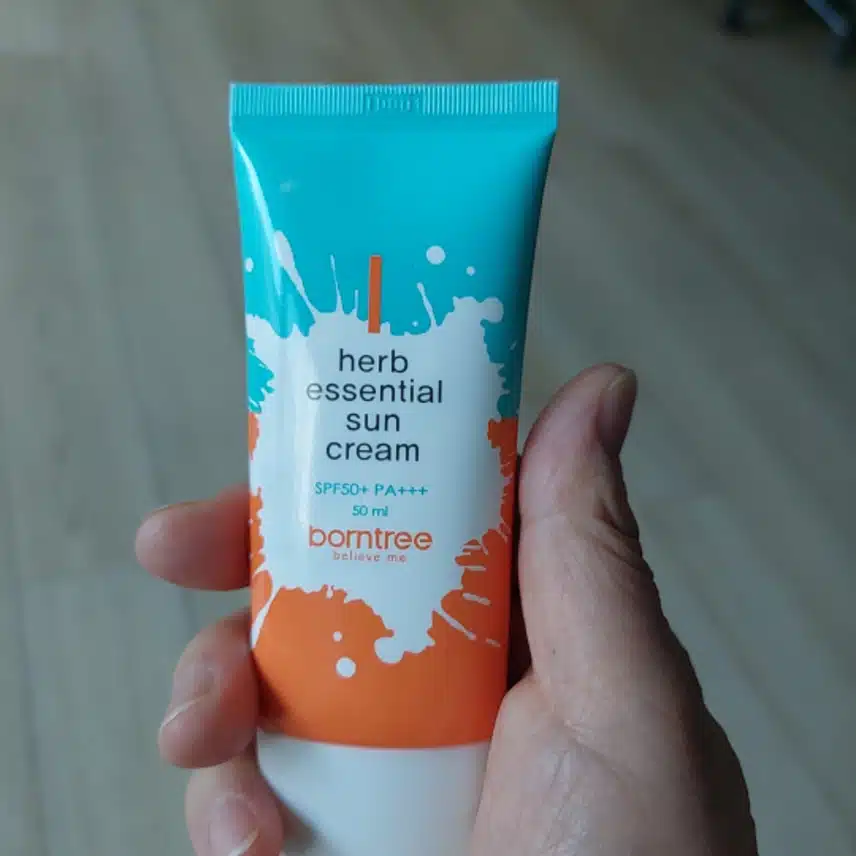 herb
essential
sun
cream
SPF50+ PA+++
50 ml
borntree
believe me